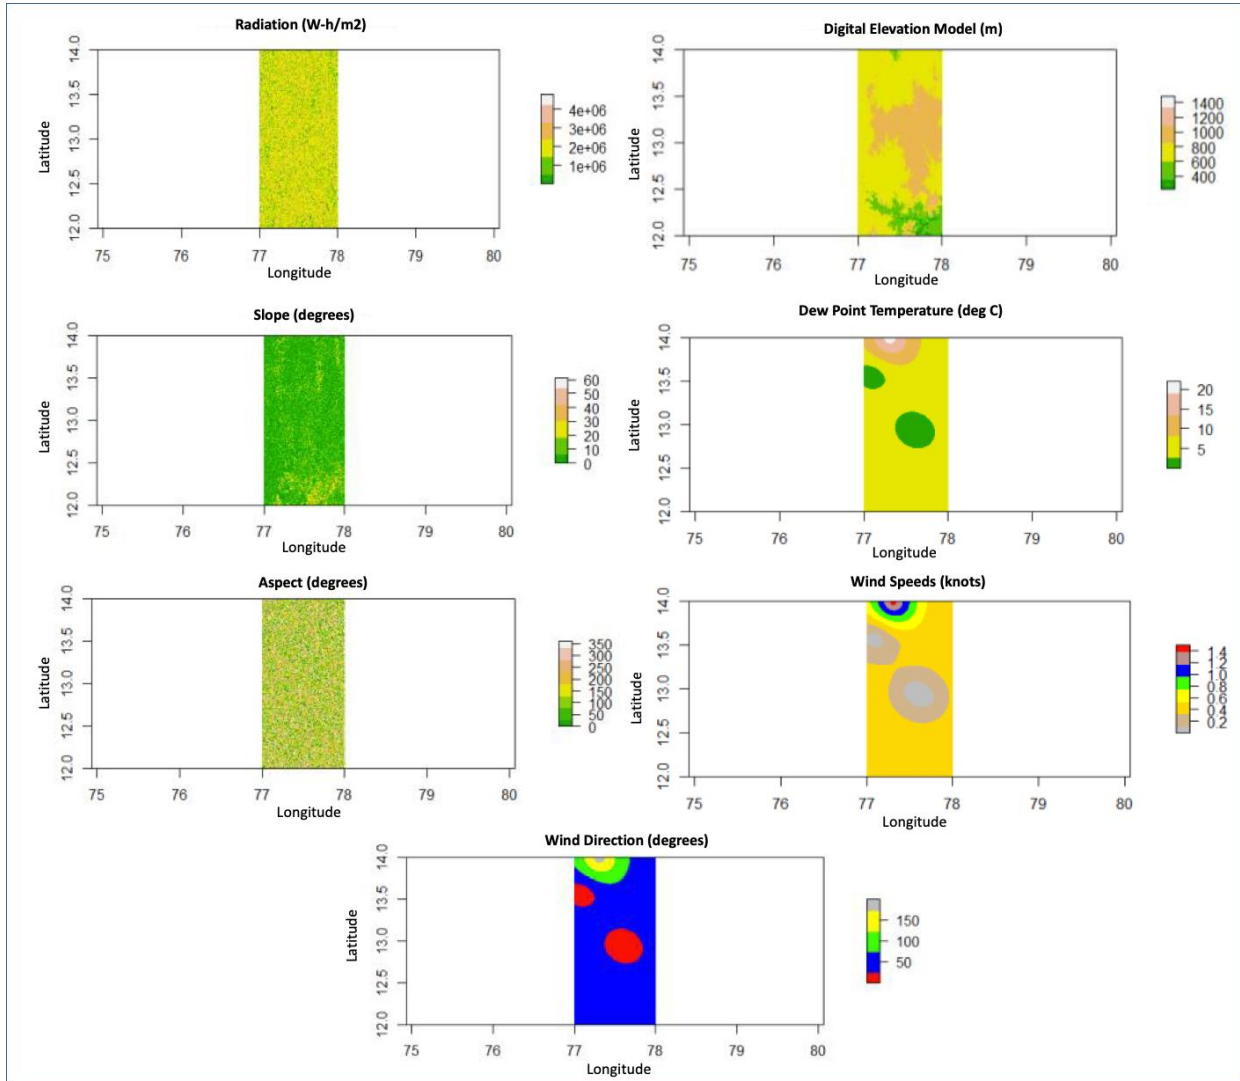 Radiation (W-h/m2)
Latitude
14.0
13.5
13.0
12.5
12.0
75 76 77 78 79 80
Longitude
4e+06
3e+06
2e+06
1e+06
Digital Elevation Model (m)
Latitude
14.0
13.5
13.0
12.5
12.0
75 76 77 78 79 80
Longitude
1400
1200
1000
800
600
400
Slope (degrees)
Latitude
14.0
13.5
13.0
12.5
12.0
75 76 77 78 79 80
Longitude
60
50
40
30
20
10
0
Dew Point Temperature (deg C)
Latitude
14.0
13.5
13.0
12.5
12.0
75 76 77 78 79 80
Longitude
20
15
10
5
Aspect (degrees)
Latitude
14.0
13.5
13.0
12.5
12.0
75 76 77 78 79 80
Longitude
350
300
250
200
150
100
50
0
Wind Speeds (knots)
Latitude
14.0
13.5
13.0
12.5
12.0
75 76 77 78 79 80
Longitude
1.4
1.2
1.0
0.8
0.6
0.4
0.2
Wind Direction (degrees)
Latitude
14.0
13.5
13.0
12.5
12.0
75 76 77 78 79 80
Longitude
150
100
50